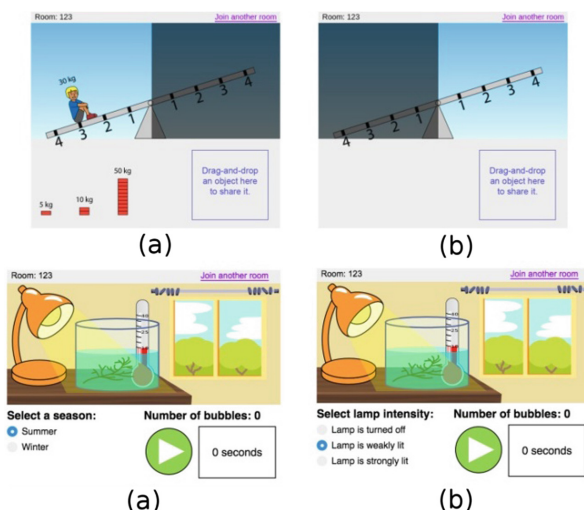 Room: 123 Join another room
30 kg
4 3 2 1 1 2 3 4
50 kg
10 kg
5 kg
Drag-and-drop
an object here
to share it.
(a)
Room: 123 Join another room
4 3 2 1 1 2 3 4
Drag-and-drop
an object here
to share it.
(b)
Room: 123 Join another room
Select a season:
Summer
Winter
Number of bubbles: 0
0 seconds
(a)
Room: 123 Join another room
Select lamp intensity:
Lamp is turned off
Lamp is weakly lit
Lamp is strongly lit
Number of bubbles: 0
0 seconds
(b)